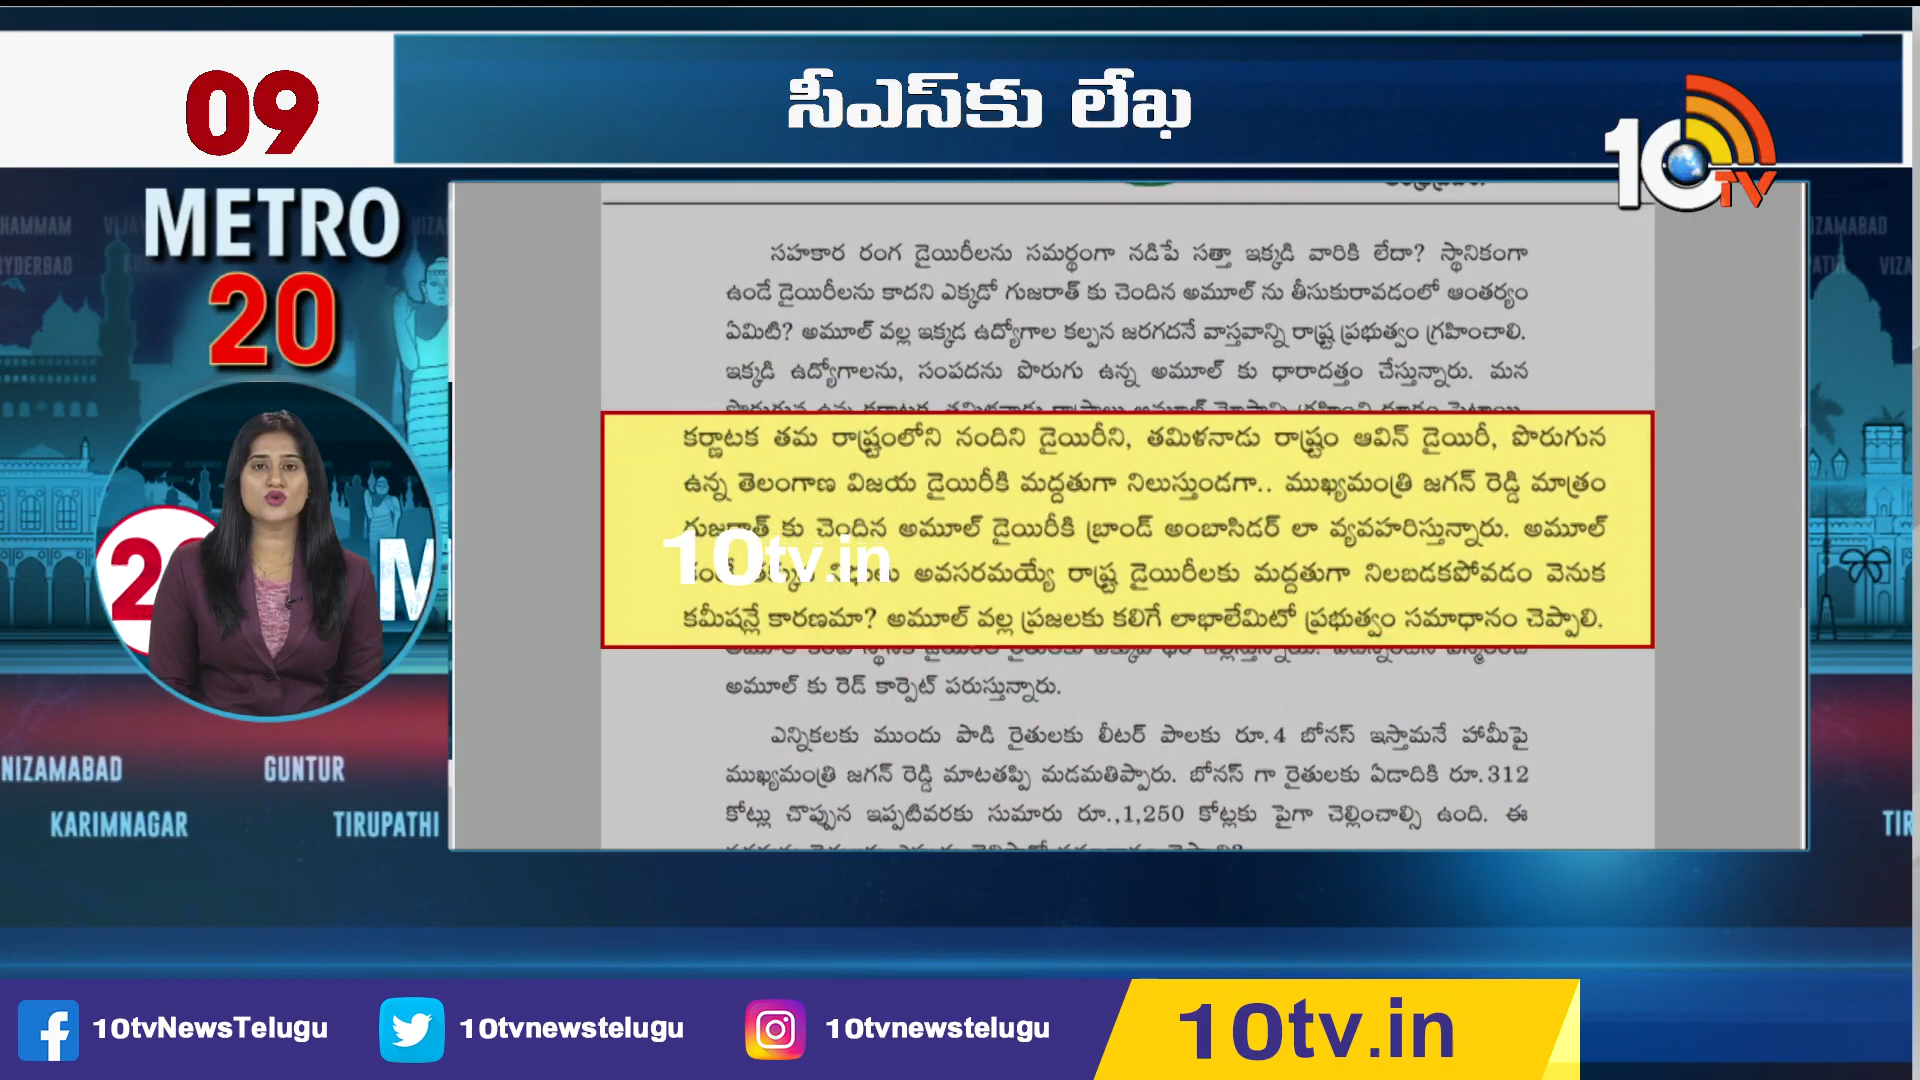 09
సీఎస్‌కు లేఖ
10TV
METRO
20
HAMMAM
HYDERBAD
NIZAMABAD
GUNTUR
KARIMNAGAR
TIRUPATHI
సహకార రంగ డైయిరీలను సమర్థంగా నడిపే సత్తా ఇక్కడి వారికి లేదా? స్థానికంగా
ఉండే డైయిరీలను కాదని ఎక్కడో గుజరాత్ కు చెందిన అమూల్ ను తీసుకురావడంలో ఆంతర్యం
ఏమిటి? అమూల్ వల్ల ఇక్కడ ఉద్యోగాల కల్పన జరగదనే వాస్తవాన్ని రాష్ట్ర ప్రభుత్వం గ్రహించాలి.
ఇక్కడి ఉద్యోగాలను, సంపదను పొరుగు ఉన్న అమూల్ కు ధారాదత్తం చేస్తున్నారు. మన
కర్ణాటక తమ రాష్ట్రంలోని నందిని డైయిరీని, తమిళనాడు రాష్ట్రం ఆవిన్ డైయిరీ, పొరుగున
ఉన్న తెలంగాణ విజయ డైయిరీకి మద్దతుగా నిలుస్తుండగా.. ముఖ్యమంత్రి జగన్ రెడ్డి మాత్రం
గుజరాత్ కు చెందిన అమూల్ డైయిరీకి బ్రాండ్ అంబాసిడర్ లా వ్యవహరిస్తున్నారు. అమూల్
అవసరమయ్యే రాష్ట్ర డైయిరీలకు మద్దతుగా నిలబడకపోవడం వెనుక
కమీషన్లే కారణమా? అమూల్ వల్ల ప్రజలకు కలిగే లాభాలేమిటో ప్రభుత్వం సమాధానం చెప్పాలి.
10tv.in
అమూల్ కు రెడ్ కార్పెట్ పరుస్తున్నారు.
ఎన్నికలకు ముందు పాడి రైతులకు లీటర్ పాలకు రూ.4 బోనస్ ఇస్తామనే హామీపై
ముఖ్యమంత్రి జగన్ రెడ్డి మాటతప్పి మడమతిప్పారు. బోనస్ గా రైతులకు ఏడాదికి రూ.312
కోట్లు చొప్పున ఇప్పటివరకు సుమారు రూ.,1,250 కోట్లకు పైగా చెల్లించాల్సి ఉంది. ఈ
10tvNewsTelugu
10tvnewstelugu
10tvnewstelugu
10tv.in